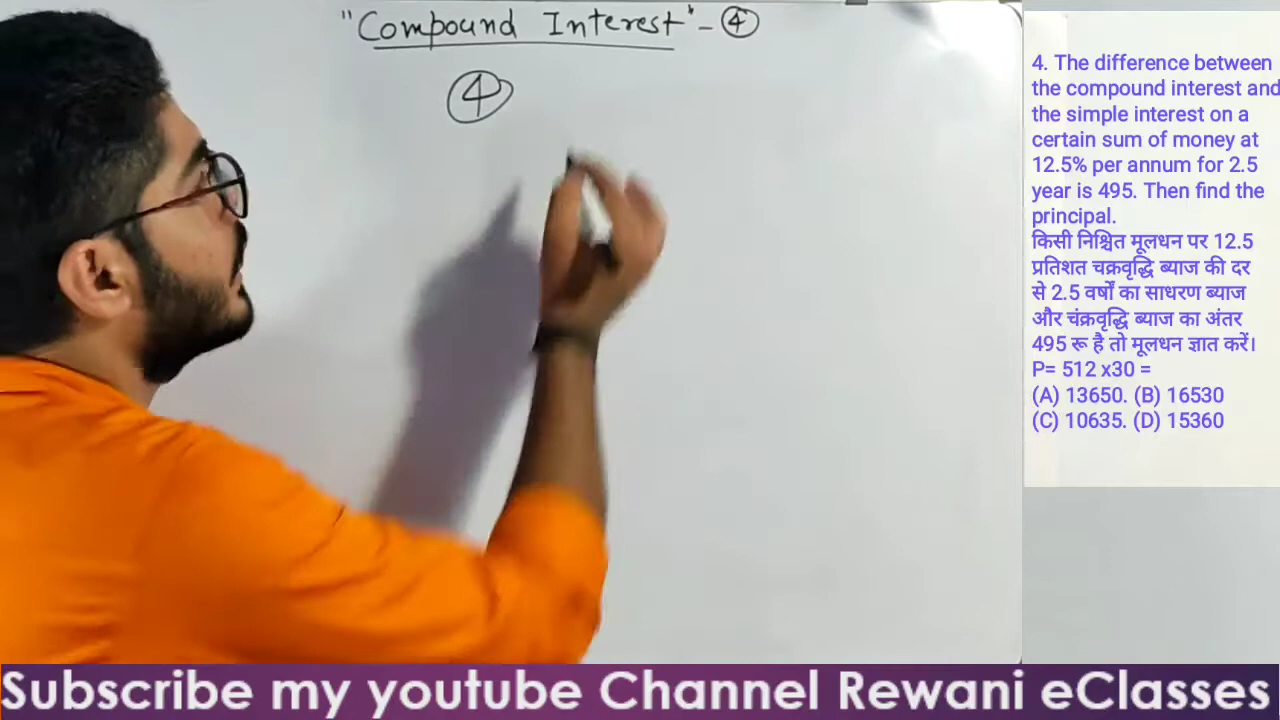 "Compound Interest" - ④
④
4. The difference between
the compound interest and
the simple interest on a
certain sum of money at
12.5% per annum for 2.5
year is 495. Then find the
principal.
किसी निश्चित मूलधन पर 12.5
प्रतिशत चक्रवृद्धि ब्याज की दर
से 2.5 वर्षों का साधरण ब्याज
और चंक्रवृद्धि ब्याज का अंतर
495 रू है तो मूलधन ज्ञात करें।
P= 512 x30 =
(A) 13650. (B) 16530
(C) 10635. (D) 15360
Subscribe my youtube Channel Rewani eClasses